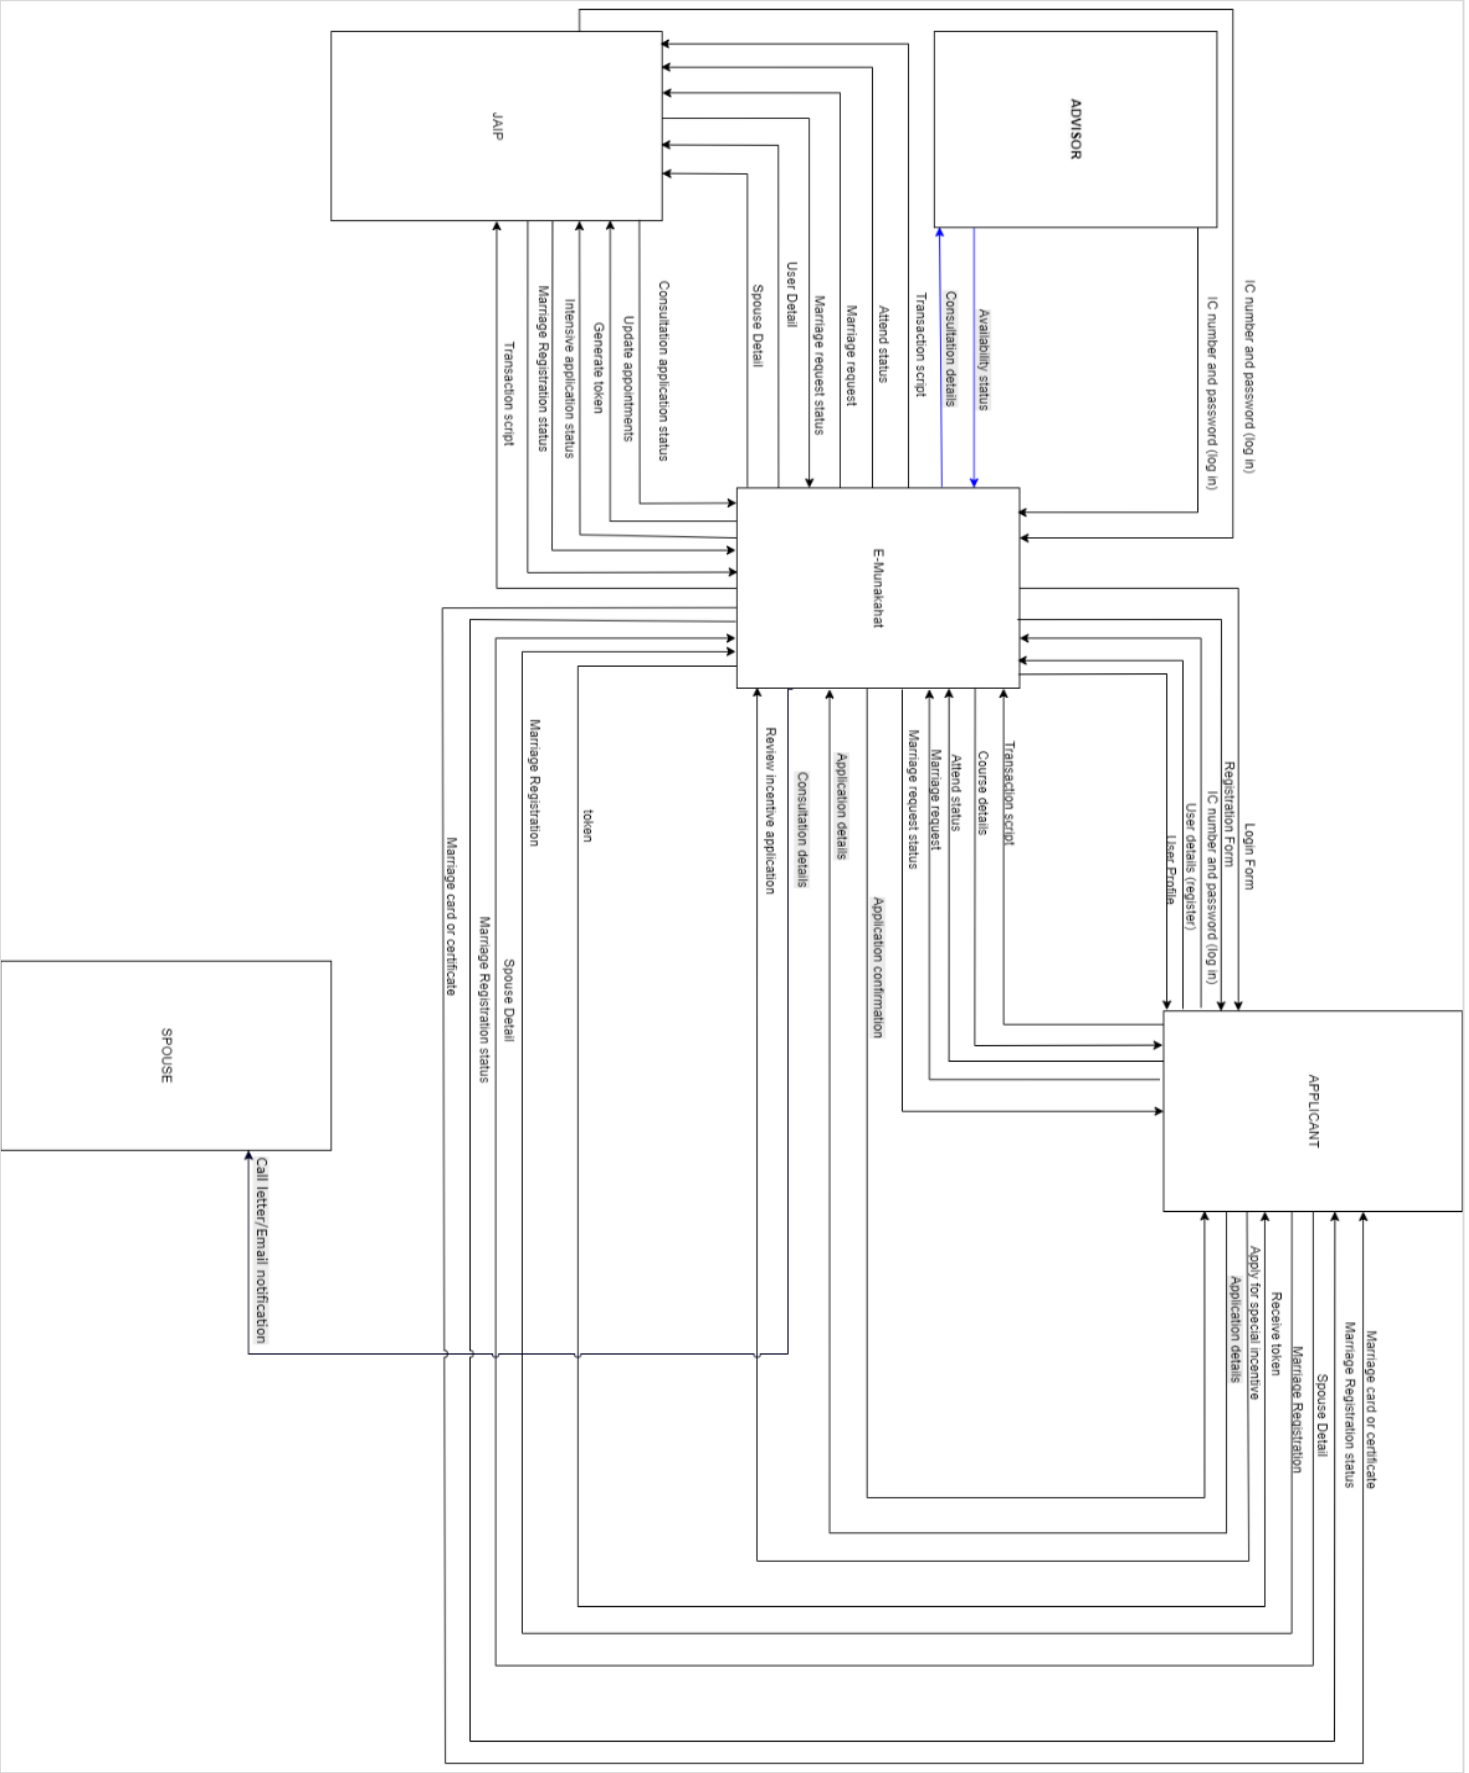 IC number and password (log in)
IC number and password (log in)
ADVISOR
Availability status
Consultation details
Transaction script
Attend status
Marriage request
Marriage request status
User Detail
Spouse Detail
JAIP
Consultation application status
Update appointments
Generate token
Intensive application status
Marriage Registration status
Transaction script
E-Munakahat
Login Form
Registration Form
IC number and password (log in)
User details (register)
User Profile
Transaction script
Course details
Attend status
Marriage request
Marriage request status
Application confirmation
Application details
Consultation details
Review incentive application
token
Marriage Registration
Spouse Detail
Marriage Registration status
Marriage card or certificate
APPLICANT
Marriage card or certificate
Marriage Registration status
Spouse Detail
Marriage Registration
Receive token
Apply for special incentive
Application details
SPOUSE
Call letter/Email notification